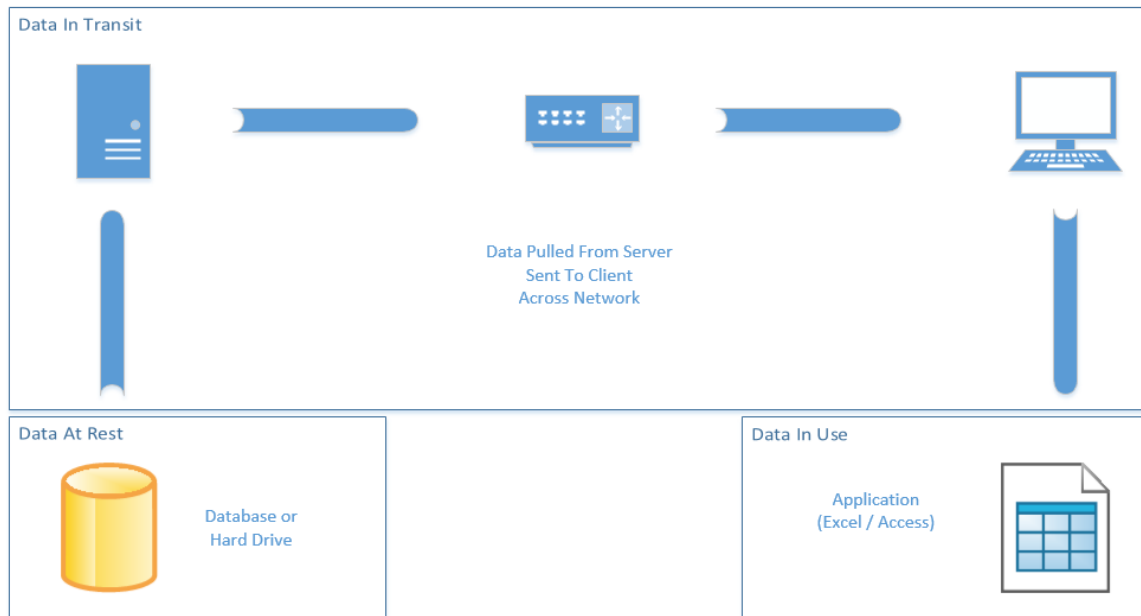 Data In Transit
Data Pulled From Server
Sent To Client
Across Network
Data At Rest
Database or
Hard Drive
Data In Use
Application
(Excel / Access)